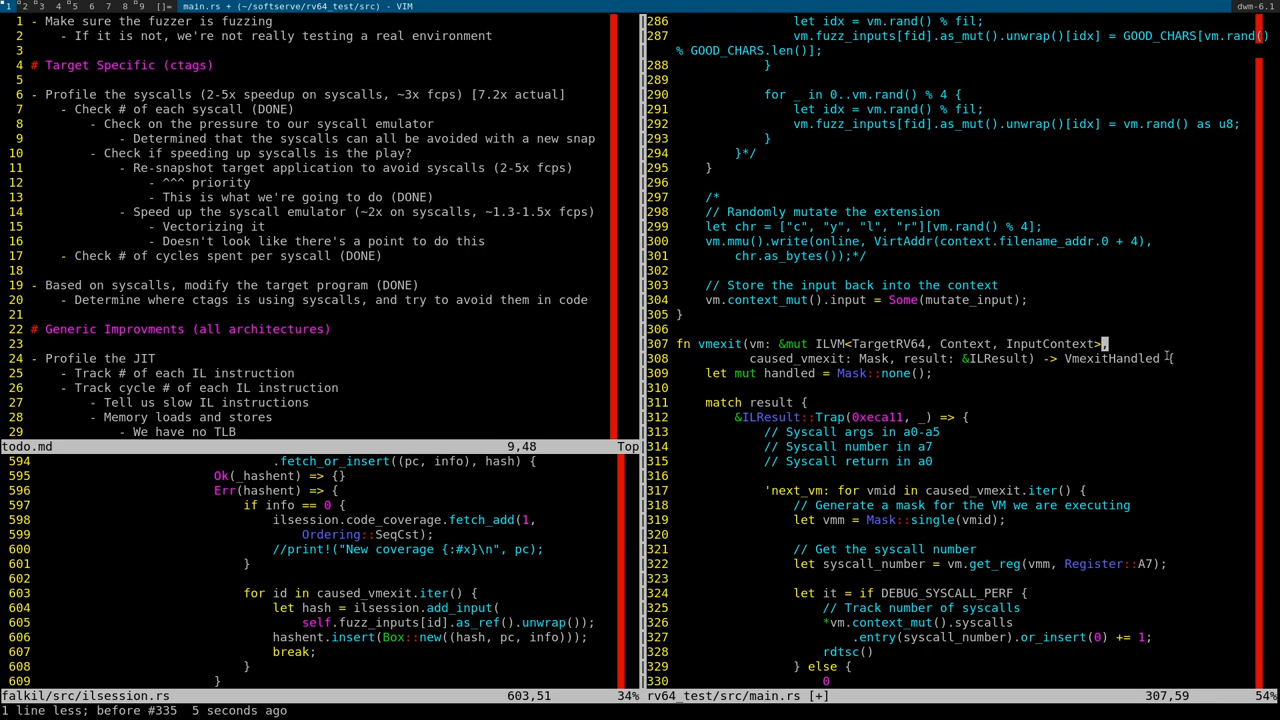 1 2 3 4 5 6 7 8 9 []= main.rs + (~/softserve/rv64_test/src) - VIM dwm-6.1
1 - Make sure the fuzzer is fuzzing
2     - If it is not, we're not really testing a real environment
3
4 # Target Specific (ctags)
5
6 - Profile the syscalls (2-5x speedup on syscalls, ~3x fcps) [7.2x actual]
7     - Check # of each syscall (DONE)
8         - Check on the pressure to our syscall emulator
9             - Determined that the syscalls can all be avoided with a new snap
10         - Check if speeding up syscalls is the play?
11             - Re-snapshot target application to avoid syscalls (2-5x fcps)
12                 - ^^^ priority
13                 - This is what we're going to do (DONE)
14             - Speed up the syscall emulator (~2x on syscalls, ~1.3-1.5x fcps)
15                 - Vectorizing it
16                 - Doesn't look like there's a point to do this
17     - Check # of cycles spent per syscall (DONE)
18
19 - Based on syscalls, modify the target program (DONE)
20     - Determine where ctags is using syscalls, and try to avoid them in code
21
22 # Generic Improvments (all architectures)
23
24 - Profile the JIT
25     - Track # of each IL instruction
26     - Track cycle # of each IL instruction
27         - Tell us slow IL instructions
28         - Memory loads and stores
29             - We have no TLB
todo.md 9,48 Top
594 .fetch_or_insert((pc, info), hash) {
595 Ok(_hashent) => {}
596 Err(hashent) => {
597 if info == 0 {
598 ilsession.code_coverage.fetch_add(1,
599 Ordering::SeqCst);
600 //print!("New coverage {:#x}\n", pc);
601 }
602
603 for id in caused_vmexit.iter() {
604 let hash = ilsession.add_input(
605 self.fuzz_inputs[id].as_ref().unwrap());
606 hashent.insert(Box::new((hash, pc, info)));
607 break;
608 }
609 }
falkil/src/ilsession.rs 603,51 34%
286 let idx = vm.rand() % fil;
287 vm.fuzz_inputs[fid].as_mut().unwrap()[idx] = GOOD_CHARS[vm.rand()
% GOOD_CHARS.len()];
288 }
289
290 for _ in 0..vm.rand() % 4 {
291 let idx = vm.rand() % fil;
292 vm.fuzz_inputs[fid].as_mut().unwrap()[idx] = vm.rand() as u8;
293 }
294 }*/
295 }
296
297 /*
298 // Randomly mutate the extension
299 let chr = ["c", "y", "l", "r"][vm.rand() % 4];
300 vm.mmu().write(online, VirtAddr(context.filename_addr.0 + 4),
301 chr.as_bytes());*/
302
303 // Store the input back into the context
304 vm.context_mut().input = Some(mutate_input);
305 }
306
307 fn vmexit(vm: &mut ILVM<TargetRV64, Context, InputContext>,
308 caused_vmexit: Mask, result: &ILResult) -> VmexitHandled {
309 let mut handled = Mask::none();
310
311 match result {
312 &ILResult::Trap(0xeca11, _) => {
313 // Syscall args in a0-a5
314 // Syscall number in a7
315 // Syscall return in a0
316
317 'next_vm: for vmid in caused_vmexit.iter() {
318 // Generate a mask for the VM we are executing
319 let vmm = Mask::single(vmid);
320
321 // Get the syscall number
322 let syscall_number = vm.get_reg(vmm, Register::A7);
323
324 let it = if DEBUG_SYSCALL_PERF {
325 // Track number of syscalls
326 *vm.context_mut().syscalls
327 .entry(syscall_number).or_insert(0) += 1;
328 rdtsc()
329 } else {
330 0
rv64_test/src/main.rs [+] 307,59 54%
1 line less; before #335  5 seconds ago